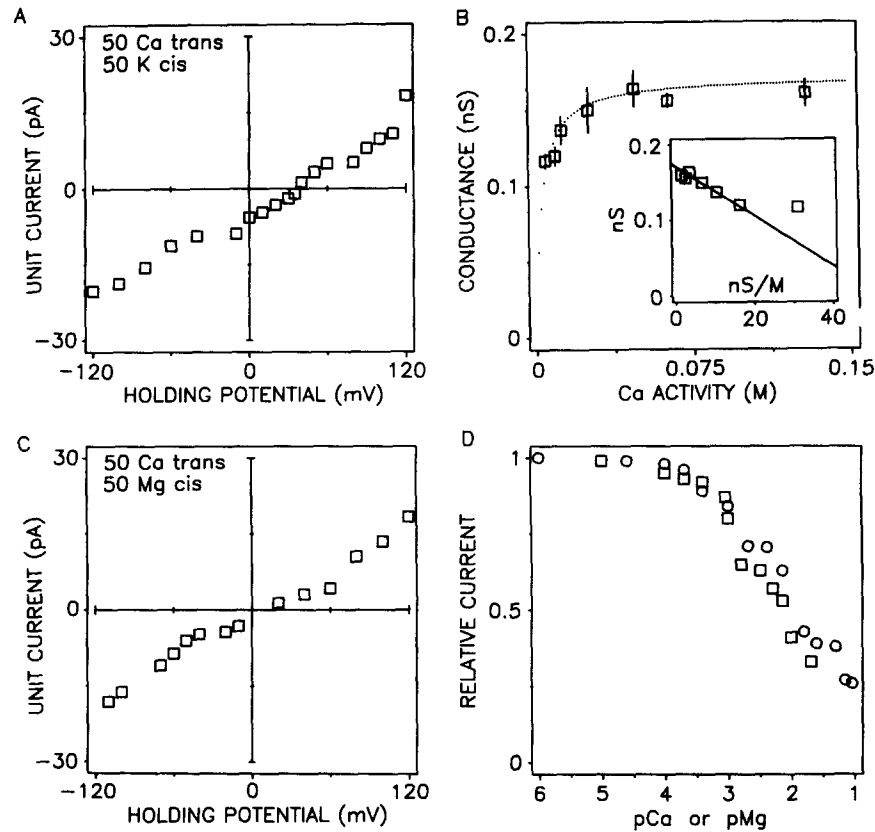 A
30
0
−30
UNIT CURRENT (pA)
50 Ca trans
50 K cis
−120
0
120
HOLDING POTENTIAL (mV)
B
0.2
0.1
0
CONDUCTANCE (nS)
0.2
0.1
0
nS
nS/M
0
20
40
0
0.075
0.15
Ca ACTIVITY (M)
C
30
0
−30
UNIT CURRENT (pA)
50 Ca trans
50 Mg cis
−120
0
120
HOLDING POTENTIAL (mV)
D
1
0.5
0
RELATIVE CURRENT
6
5
4
3
2
1
pCa or pMg